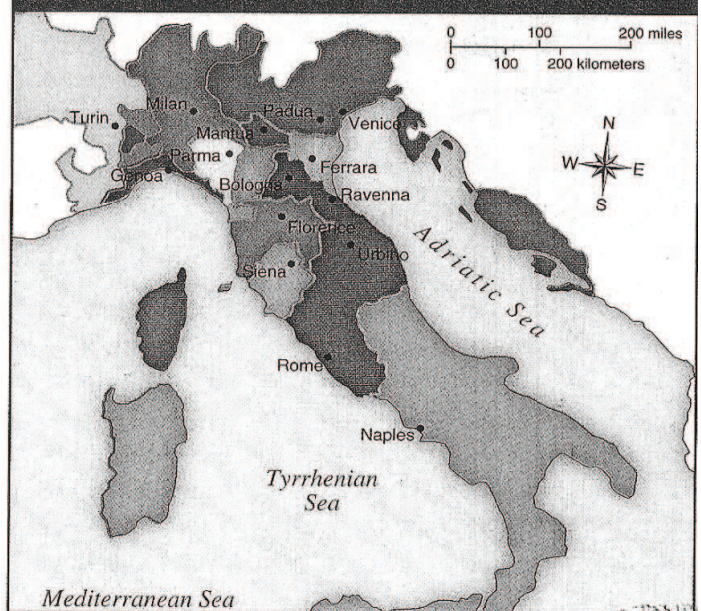 0 100 200 miles
0 100 200 kilometers
N
W E
S
Milan
Turin
Padua
Venice
Mantua
Parma
Ferrara
Genoa
Bologna
Ravenna
Florence
Urbino
Siena
Adriatic Sea
Rome
Naples
Tyrrhenian
Sea
Mediterranean Sea